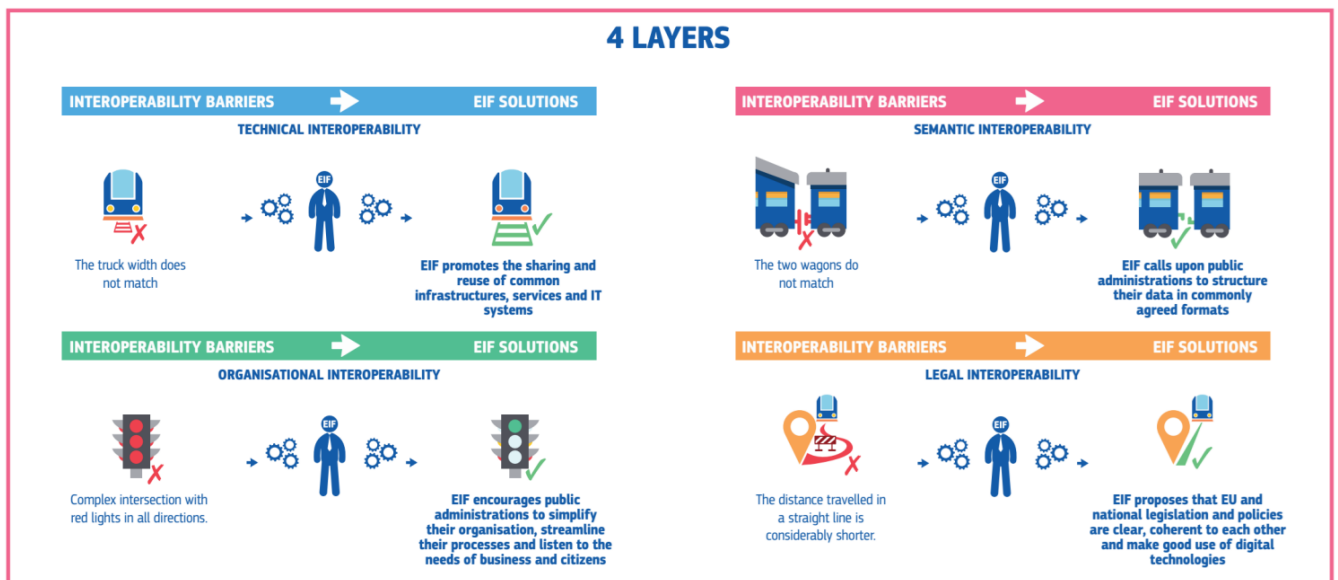 4 LAYERS
INTEROPERABILITY BARRIERS
EIF SOLUTIONS
TECHNICAL INTEROPERABILITY
EIF
The truck width does
not match
EIF promotes the sharing and
reuse of common
infrastructures, services and IT
systems
INTEROPERABILITY BARRIERS
EIF SOLUTIONS
SEMANTIC INTEROPERABILITY
EIF
The two wagons do
not match
EIF calls upon public
administrations to structure
their data in commonly
agreed formats
INTEROPERABILITY BARRIERS
EIF SOLUTIONS
ORGANISATIONAL INTEROPERABILITY
EIF
Complex intersection with
red lights in all directions.
EIF encourages public
administrations to simplify
their organisation, streamline
their processes and listen to the
needs of business and citizens
INTEROPERABILITY BARRIERS
EIF SOLUTIONS
LEGAL INTEROPERABILITY
EIF
The distance travelled in
a straight line is
considerably shorter.
EIF proposes that EU and
national legislation and policies
are clear, coherent to each other
and make good use of digital
technologies